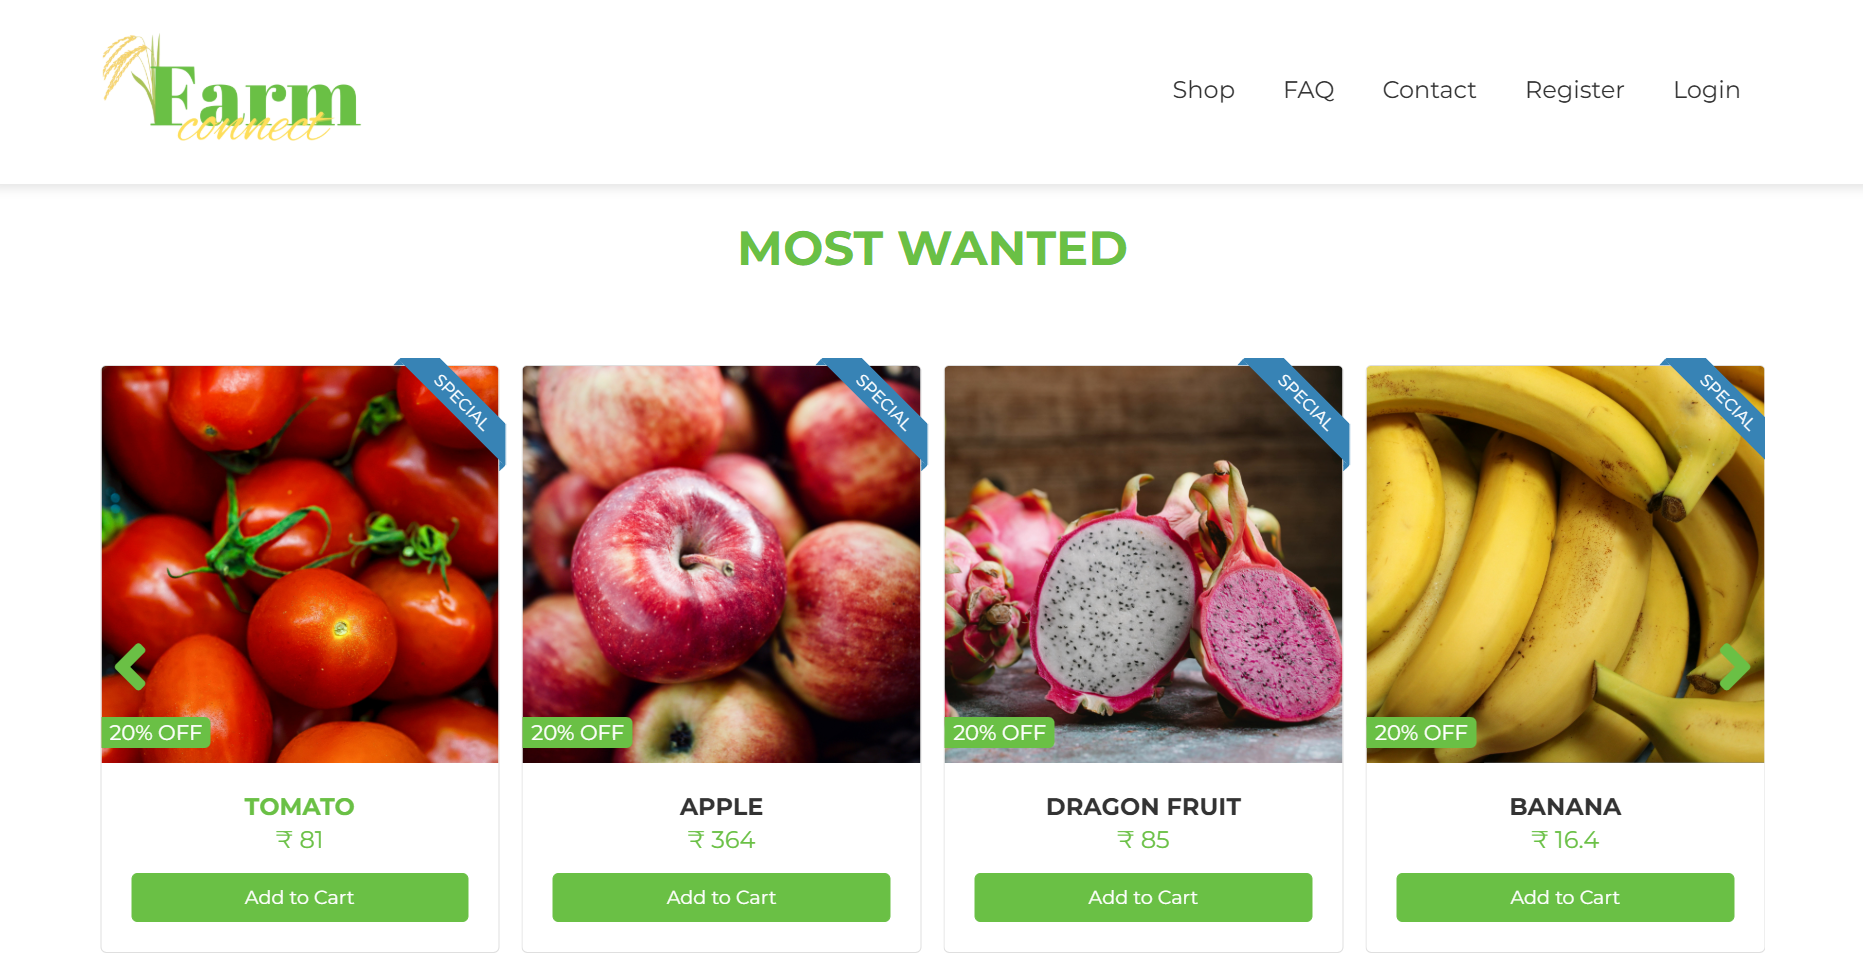 Farm
connect
Shop FAQ Contact Register Login
MOST WANTED
SPECIAL SPECIAL SPECIAL SPECIAL
20% OFF 20% OFF 20% OFF 20% OFF
TOMATO APPLE DRAGON FRUIT BANANA
₹ 81 ₹ 364 ₹ 85 ₹ 16.4
Add to Cart Add to Cart Add to Cart Add to Cart